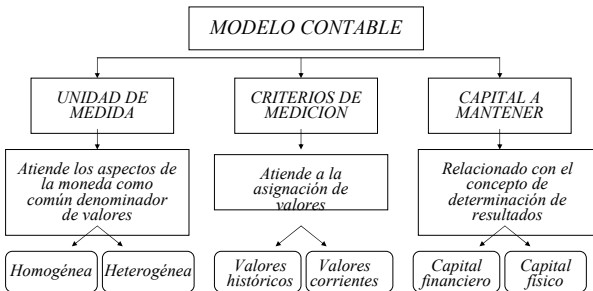 MODELO CONTABLE
UNIDAD DE
MEDIDA
CRITERIOS DE
MEDICION
CAPITAL A
MANTENER
Atiende los aspectos de
la moneda como
común denominador
de valores
Atiende a la
asignación de
valores
Relacionado con el
concepto de
determinación de
resultados
Homogénea
Heterogénea
Valores
históricos
Valores
corrientes
Capital
financiero
Capital
físico